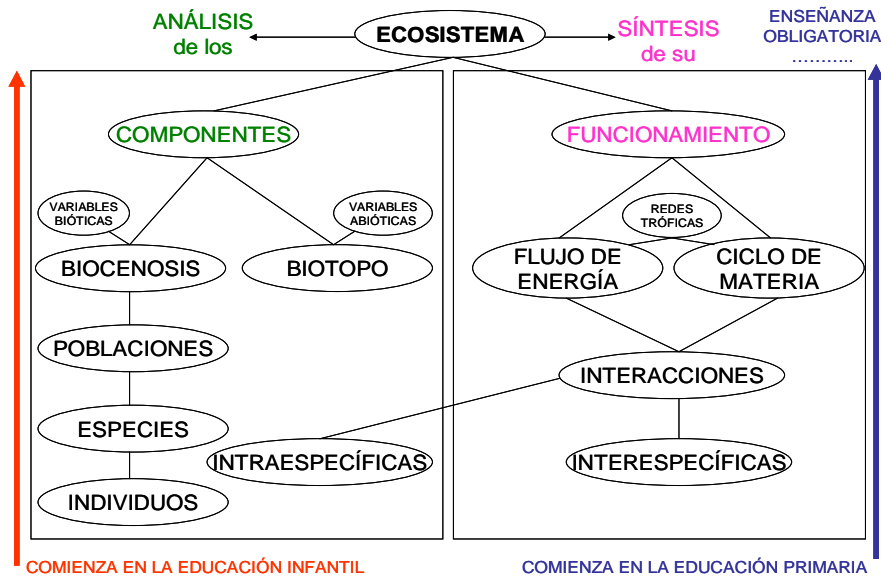 ANÁLISIS
de los
ECOSISTEMA
SÍNTESIS
de su
ENSEÑANZA
OBLIGATORIA
………..
COMPONENTES
FUNCIONAMIENTO
VARIABLES
BIÓTICAS
VARIABLES
ABIÓTICAS
REDES
TRÓFICAS
BIOCENOSIS
BIOTOPO
FLUJO DE
ENERGÍA
CICLO DE
MATERIA
POBLACIONES
INTERACCIONES
ESPECIES
INTRAESPECÍFICAS
INTERESPECÍFICAS
INDIVIDUOS
COMIENZA EN LA EDUCACIÓN INFANTIL
COMIENZA EN LA EDUCACIÓN PRIMARIA